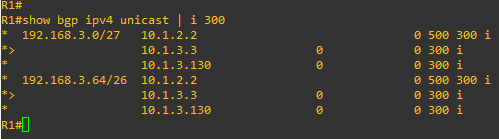 R1#
R1#show bgp ipv4 unicast | i 300
*  192.168.3.0/27   10.1.2.2                               0 500 300 i
*>                  10.1.3.3                 0             0 300 i
*                   10.1.3.130               0             0 300 i
*  192.168.3.64/26  10.1.2.2                               0 500 300 i
*>                  10.1.3.3                 0             0 300 i
*                   10.1.3.130               0             0 300 i
R1#